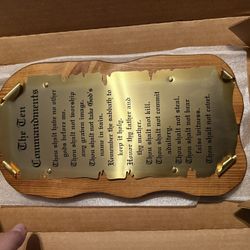 The Ten
Commandments
Thou shalt have no other
gods before me.
Thou shalt not worship
any graven image.
Thou shalt not take God's
name in vain.
Remember the sabbath to
keep it holy.
Honor thy father and
thy mother.
Thou shalt not kill.
Thou shalt not commit
adultery.
Thou shalt not steal.
Thou shalt not bear
false witness.
Thou shalt not covet.